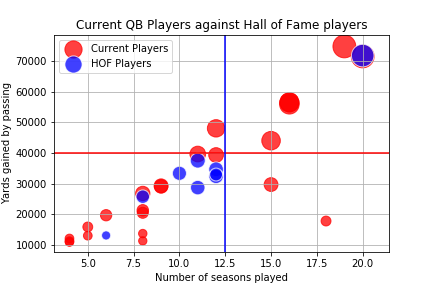 Current QB Players against Hall of Fame players
Current Players
HOF Players
70000
60000
50000
40000
30000
20000
10000
Yards gained by passing
5.0 7.5 10.0 12.5 15.0 17.5 20.0
Number of seasons played